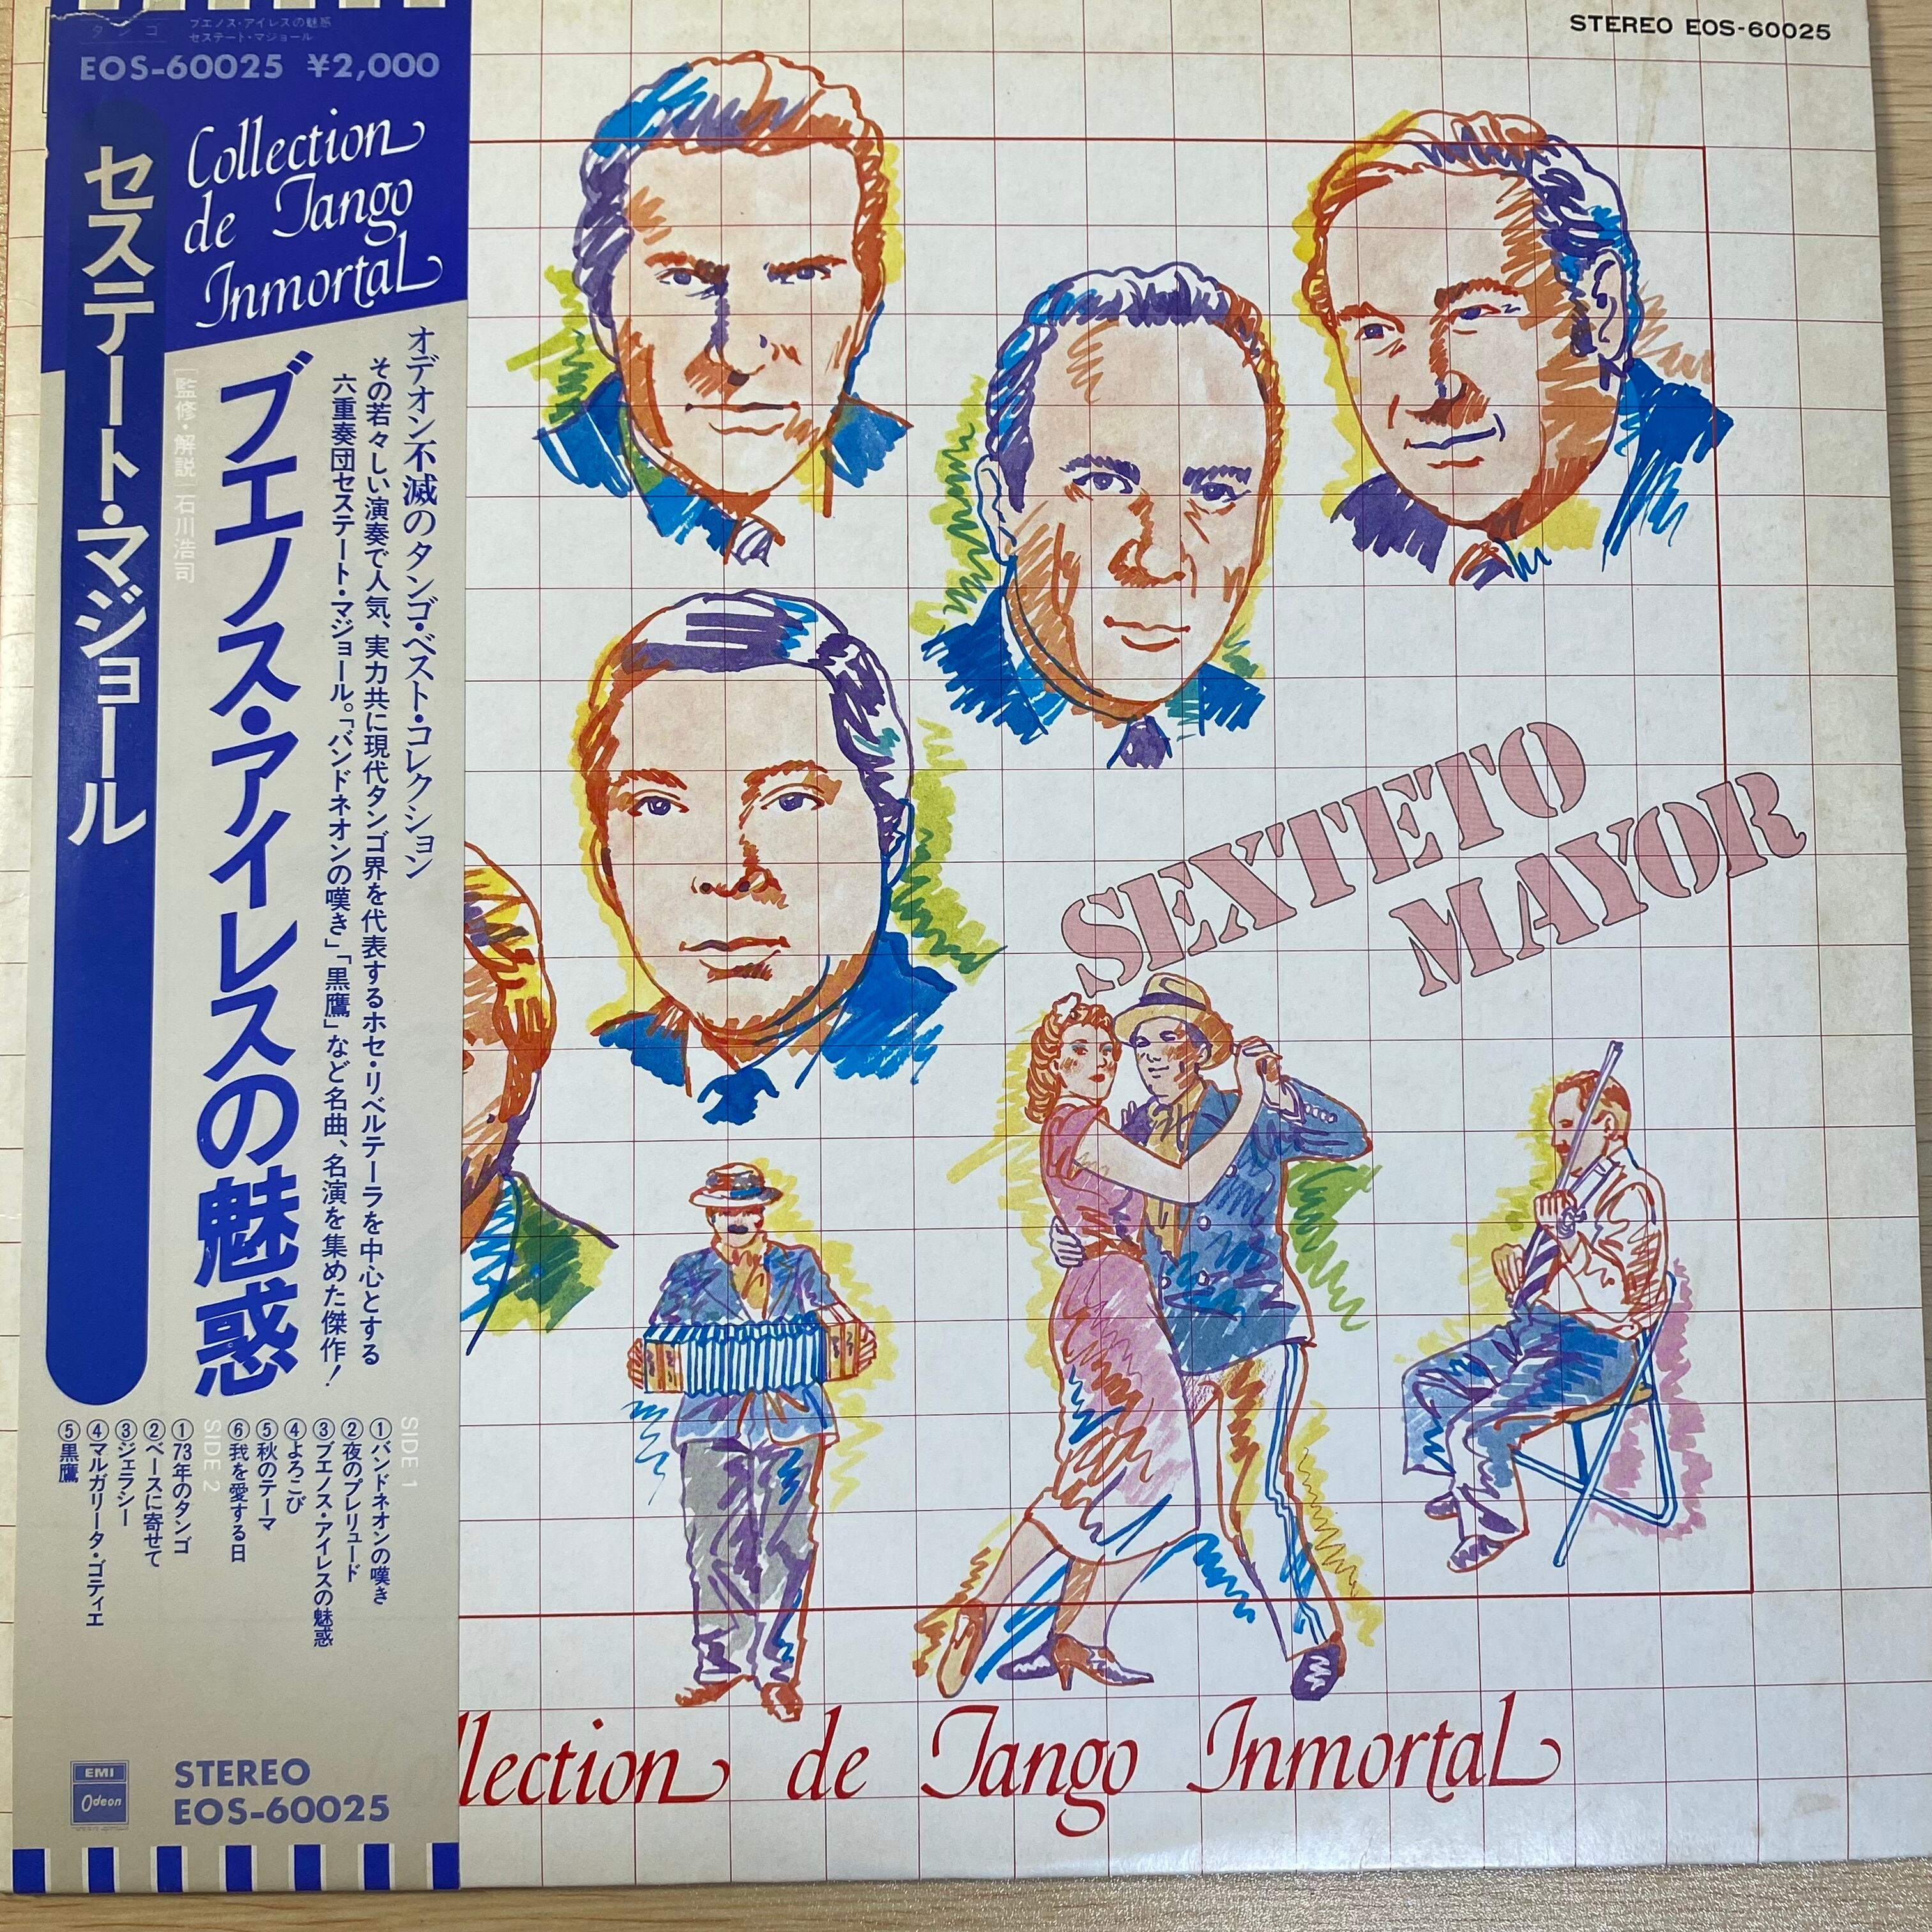 タンゴ
ブエノス・アイレスの魅惑
セステート・マジョール
EOS-60025 ¥2,000
Collection
de Tango
Inmortal
セステート・マジョール
オデオン不滅のタンゴ・ベスト・コレクション
その若々しい演奏で人気、実力共に現代タンゴ界を代表するホセ・リベルテーラを中心とする
六重奏団セステート・マジョール。「バンドネオンの嘆き」「黒鷹」など名曲、名演を集めた傑作！
ブエノス・アイレスの魅惑
[監修・解説] 石川浩司
SIDE 1
①バンドネオンの嘆き
②夜のプレリュード
③ブエノス・アイレスの魅惑
④よろこび
⑤秋のテーマ
⑥我を愛する日
SIDE 2
①73年のタンゴ
②ベースに寄せて
③ジェラシー
④マルガリータ・ゴティエ
⑤黒鷹
EMI
Odeon
STEREO
EOS-60025
STEREO EOS-60025
SEXTETO
MAYOR
llection de Tango Inmortal